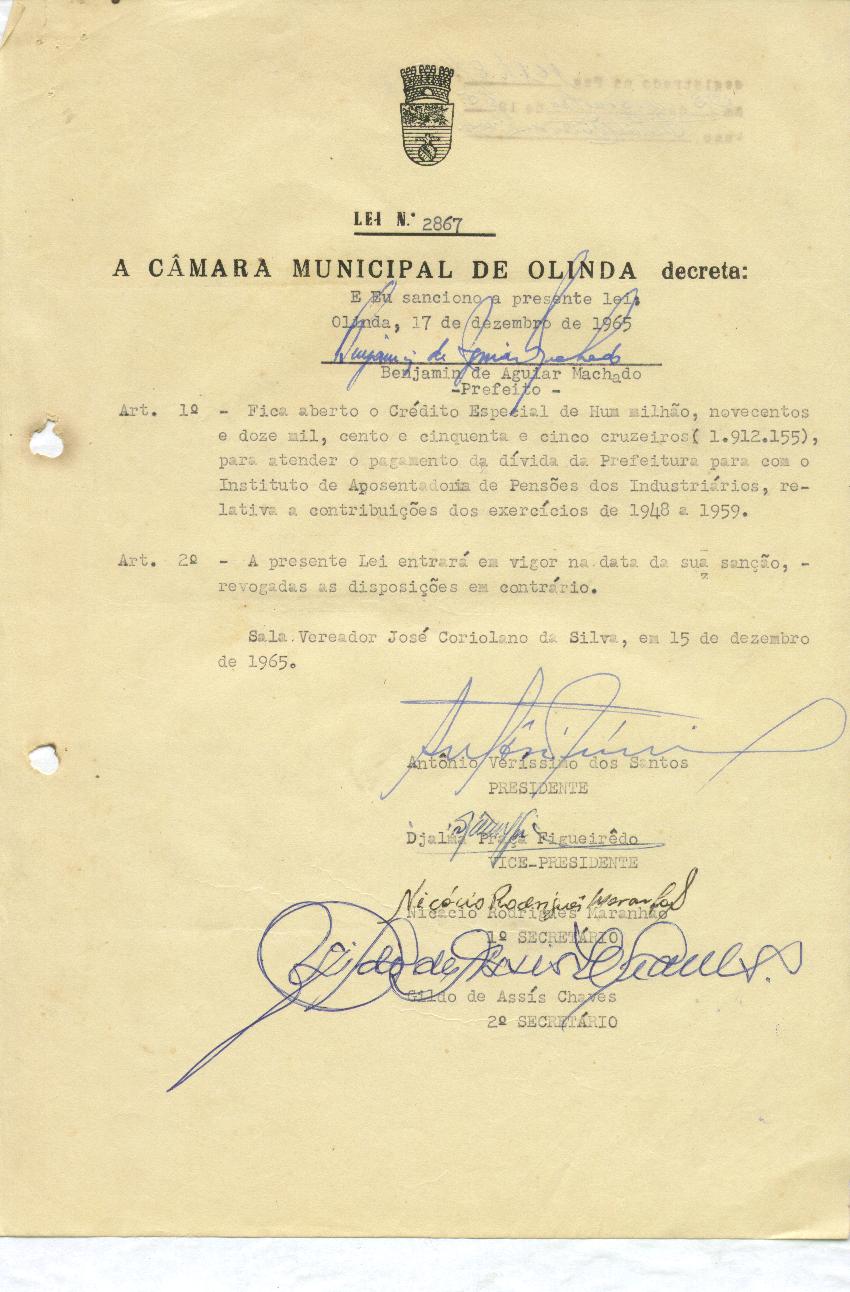 LEI N.º 2867
A CÂMARA MUNICIPAL DE OLINDA decreta:
E Eu sanciono a presente lei:
Olinda, 17 de dezembro de 1965
Benjamin de Aguiar Machado
Benjamin de Aguiar Machado
-Prefeito -
Art. 1º - Fica aberto o Crédito Especial de Hum milhão, novecentos
e doze mil, cento e cinquenta e cinco cruzeiros( 1.912.155),
para atender o pagamento da dívida da Prefeitura para com o
Instituto de Aposentadoria de Pensões dos Industriários, re-
lativa a contribuições dos exercícios de 1948 a 1959.
Art. 2º - A presente Lei entrará em vigor na data da sua sanção, -
revogadas as disposições em contrário.
Sala Vereador José Coriolano da Silva, em 15 de dezembro
de 1965.
Antônio Veríssimo dos Santos
PRESIDENTE
Djalma Praça Figueirêdo
VICE-PRESIDENTE
Nicácio Rodrigues Maranhão
Nicácio Rodrigues Maranhão
1º SECRETÁRIO
Gildo de Assis Chaves
Gildo de Assís Chaves
2º SECRETÁRIO